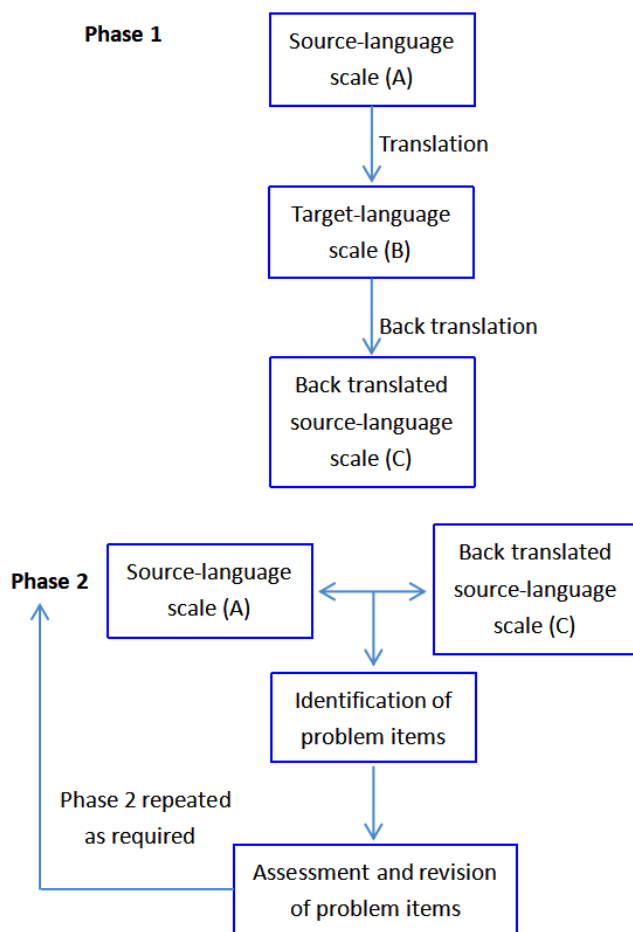 Phase 1
Source-language
scale (A)
Translation
Target-language
scale (B)
Back translation
Back translated
source-language
scale (C)
Phase 2
Source-language
scale (A)
Back translated
source-language
scale (C)
Identification of
problem items
Phase 2 repeated
as required
Assessment and revision
of problem items